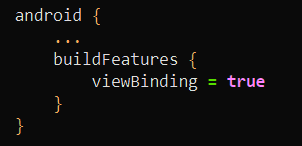 android {
    ...
    buildFeatures {
        viewBinding = true
    }
}